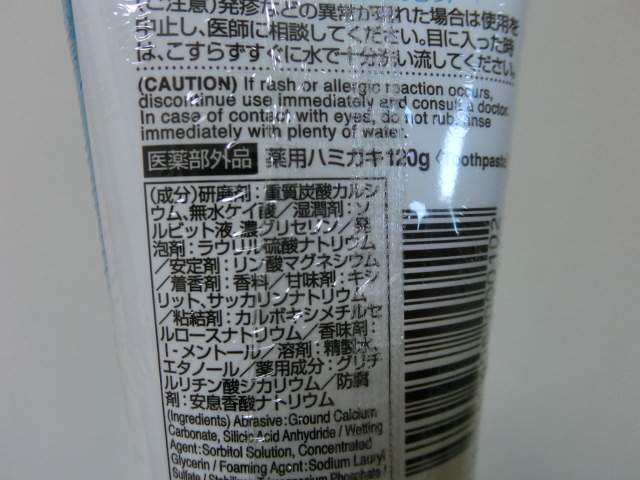 ご注意）発疹などの異常が現れた場合は使用を
中止し、医師に相談してください。目に入った時
は、こすらずすぐに水で十分洗い流してください。
(CAUTION) If rash or allergic reaction occurs,
discontinue use immediately and consult a doctor.
In case of contact with eyes, do not rub, rinse
immediately with plenty of water.
医薬部外品 薬用ハミガキ120g (Toothpaste)
（成分）研磨剤：重質炭酸カルシ
ウム、無水ケイ酸／湿潤剤：ソ
ルビット液、濃グリセリン／発
泡剤：ラウリル硫酸ナトリウム
／安定剤：リン酸マグネシウム
／着香剤：香料／甘味剤：キシ
リット、サッカリンナトリウム
／粘結剤：カルボキシメチルセ
ルロースナトリウム／香味剤：
l-メントール／溶剤：精製水、
エタノール／薬用成分：グリチ
ルリチン酸ジカリウム／防腐
剤：安息香酸ナトリウム
(Ingredients) Abrasive:Ground Calcium
Carbonate, Silicic Acid Anhydride / Wetting
Agent:Sorbitol Solution, Concentrated
Glycerin / Foaming Agent:Sodium Lauryl
Sulfate / Stabilizer:Trimagnesium Phosphate /